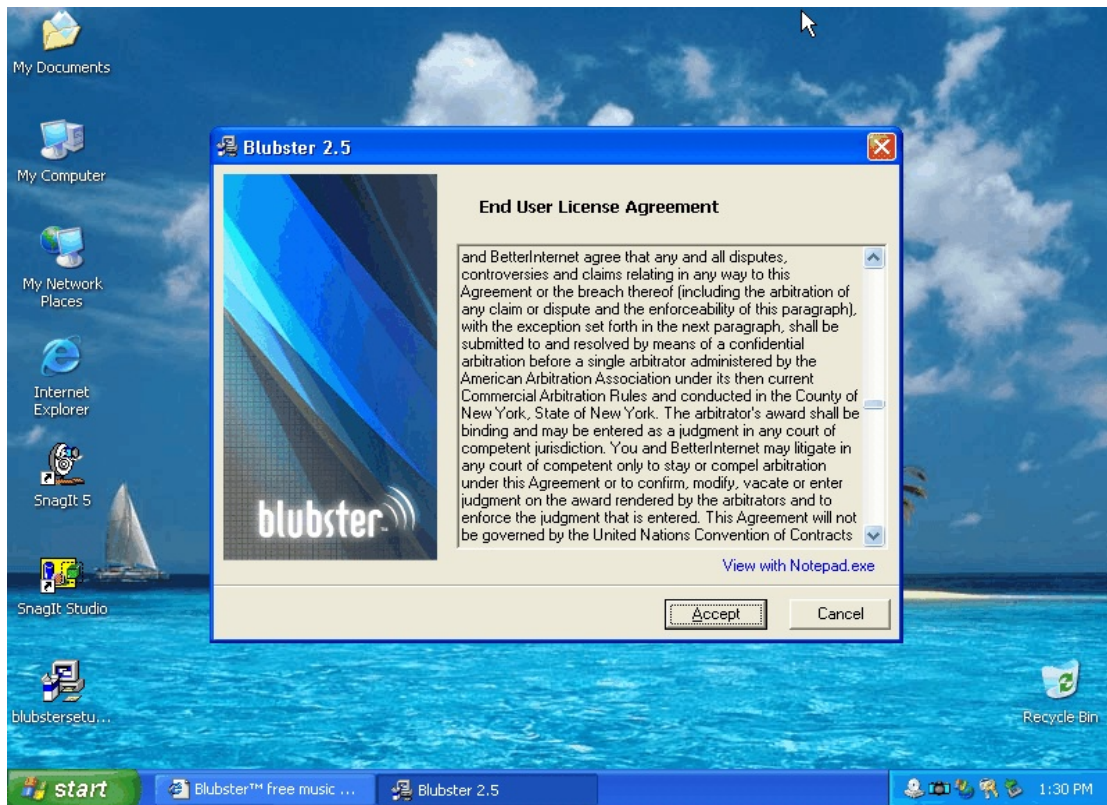 My Documents
My Computer
My Network
Places
Internet
Explorer
SnagIt 5
SnagIt Studio
blubstersetu...
Blubster 2.5
blubster
End User License Agreement
and BetterInternet agree that any and all disputes,
controversies and claims relating in any way to this
Agreement or the breach thereof (including the arbitration of
any claim or dispute and the enforceability of this paragraph),
with the exception set forth in the next paragraph, shall be
submitted to and resolved by means of a confidential
arbitration before a single arbitrator administered by the
American Arbitration Association under its then current
Commercial Arbitration Rules and conducted in the County of
New York, State of New York. The arbitrator's award shall be
binding and may be entered as a judgment in any court of
competent jurisdiction. You and BetterInternet may litigate in
any court of competent only to stay or compel arbitration
under this Agreement or to confirm, modify, vacate or enter
judgment on the award rendered by the arbitrators and to
enforce the judgment that is entered. This Agreement will not
be governed by the United Nations Convention of Contracts
View with Notepad.exe
Accept
Cancel
Recycle Bin
start
Blubster™ free music ...
Blubster 2.5
1:30 PM